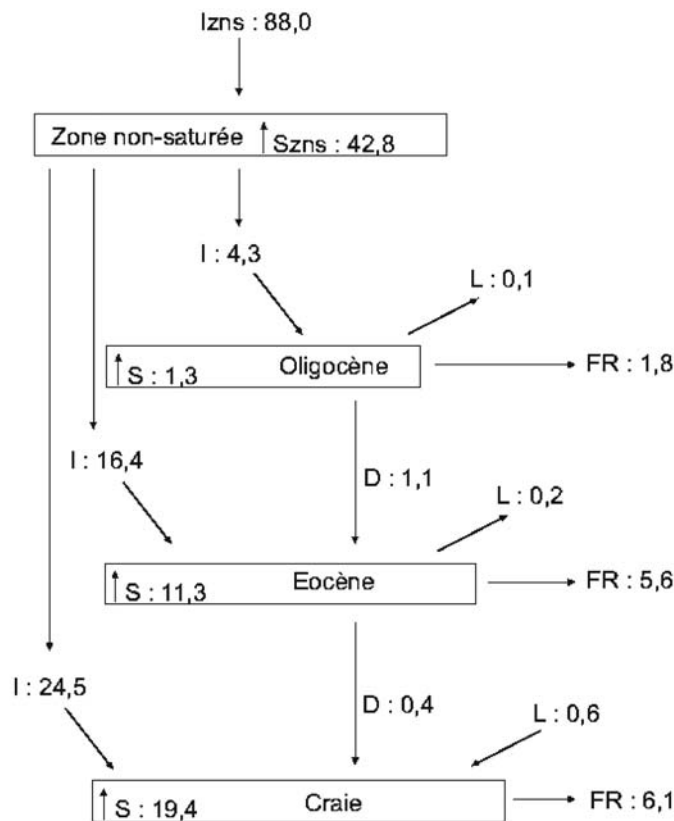 Izns : 88,0
Zone non-saturée
Szns : 42,8
I : 4,3
L : 0,1
S : 1,3
Oligocène
FR : 1,8
I : 16,4
D : 1,1
L : 0,2
S : 11,3
Eocène
FR : 5,6
I : 24,5
D : 0,4
L : 0,6
S : 19,4
Craie
FR : 6,1